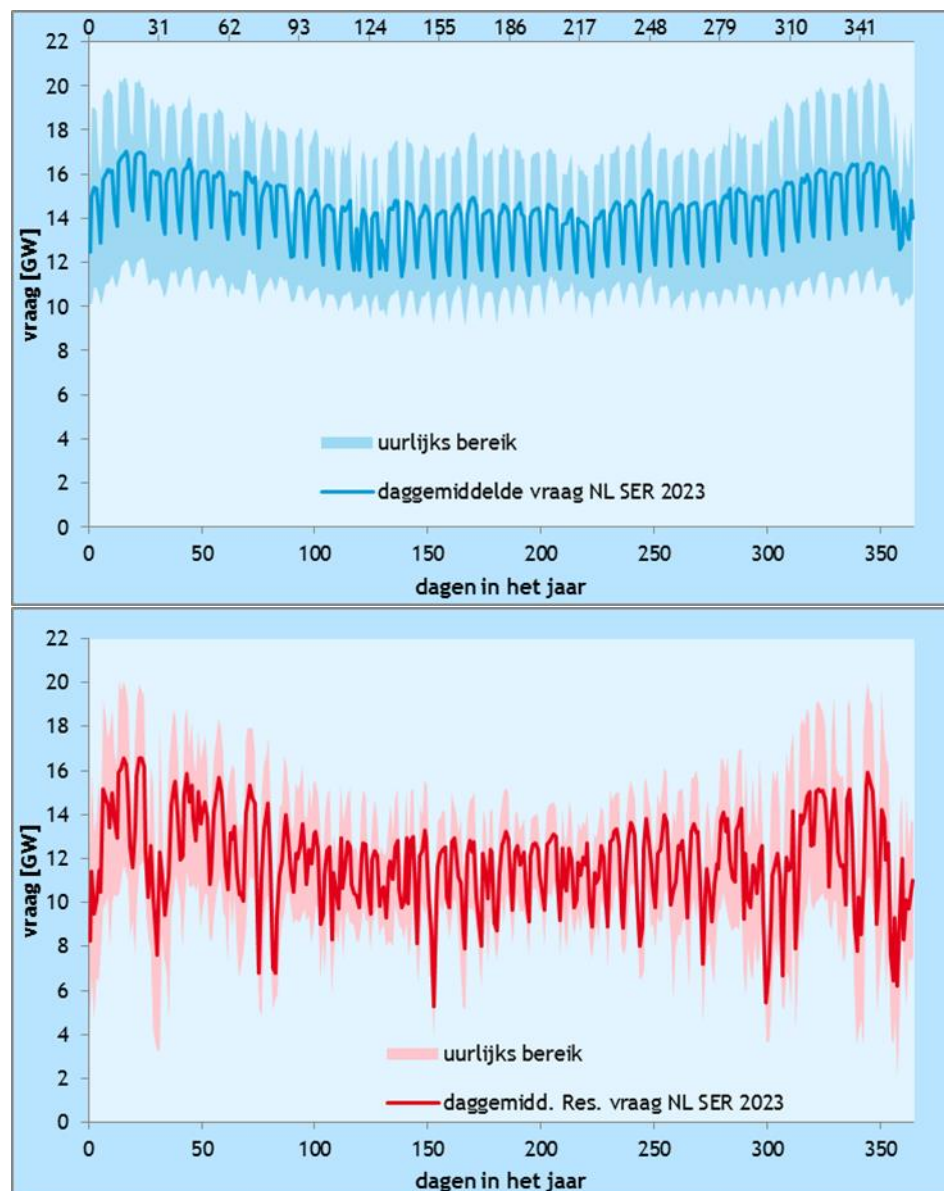 0 31 62 93 124 155 186 217 248 279 310 341
22
20
18
16
14
12
10
8
6
4
2
0
vraag [GW]
uurlijks bereik
daggemiddelde vraag NL SER 2023
0 50 100 150 200 250 300 350
dagen in het jaar
22
20
18
16
14
12
10
8
6
4
2
0
vraag [GW]
uurlijks bereik
daggemidd. Res. vraag NL SER 2023
0 50 100 150 200 250 300 350
dagen in het jaar